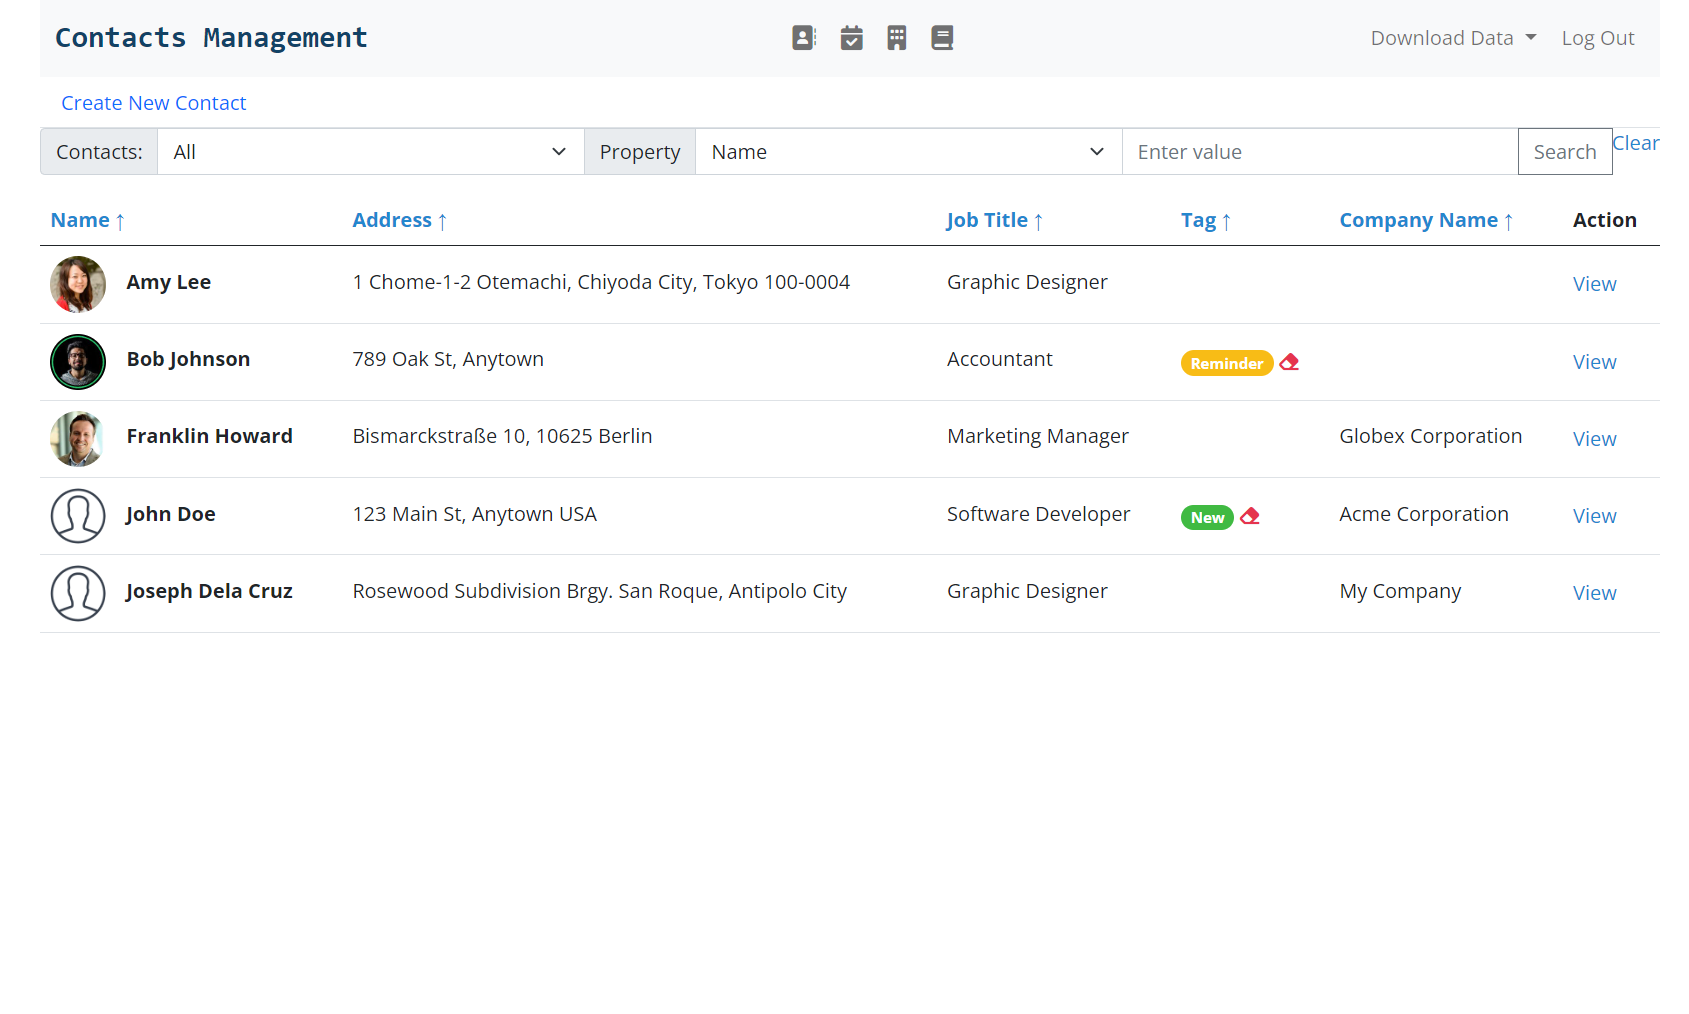 Contacts Management
Download Data
Log Out
Create New Contact
Contacts: All Property Name Enter value Search Clear
Name ↑ Address ↑ Job Title ↑ Tag ↑ Company Name ↑ Action
Amy Lee 1 Chome-1-2 Otemachi, Chiyoda City, Tokyo 100-0004 Graphic Designer View
Bob Johnson 789 Oak St, Anytown Accountant Reminder View
Franklin Howard Bismarckstraße 10, 10625 Berlin Marketing Manager Globex Corporation View
John Doe 123 Main St, Anytown USA Software Developer New Acme Corporation View
Joseph Dela Cruz Rosewood Subdivision Brgy. San Roque, Antipolo City Graphic Designer My Company View